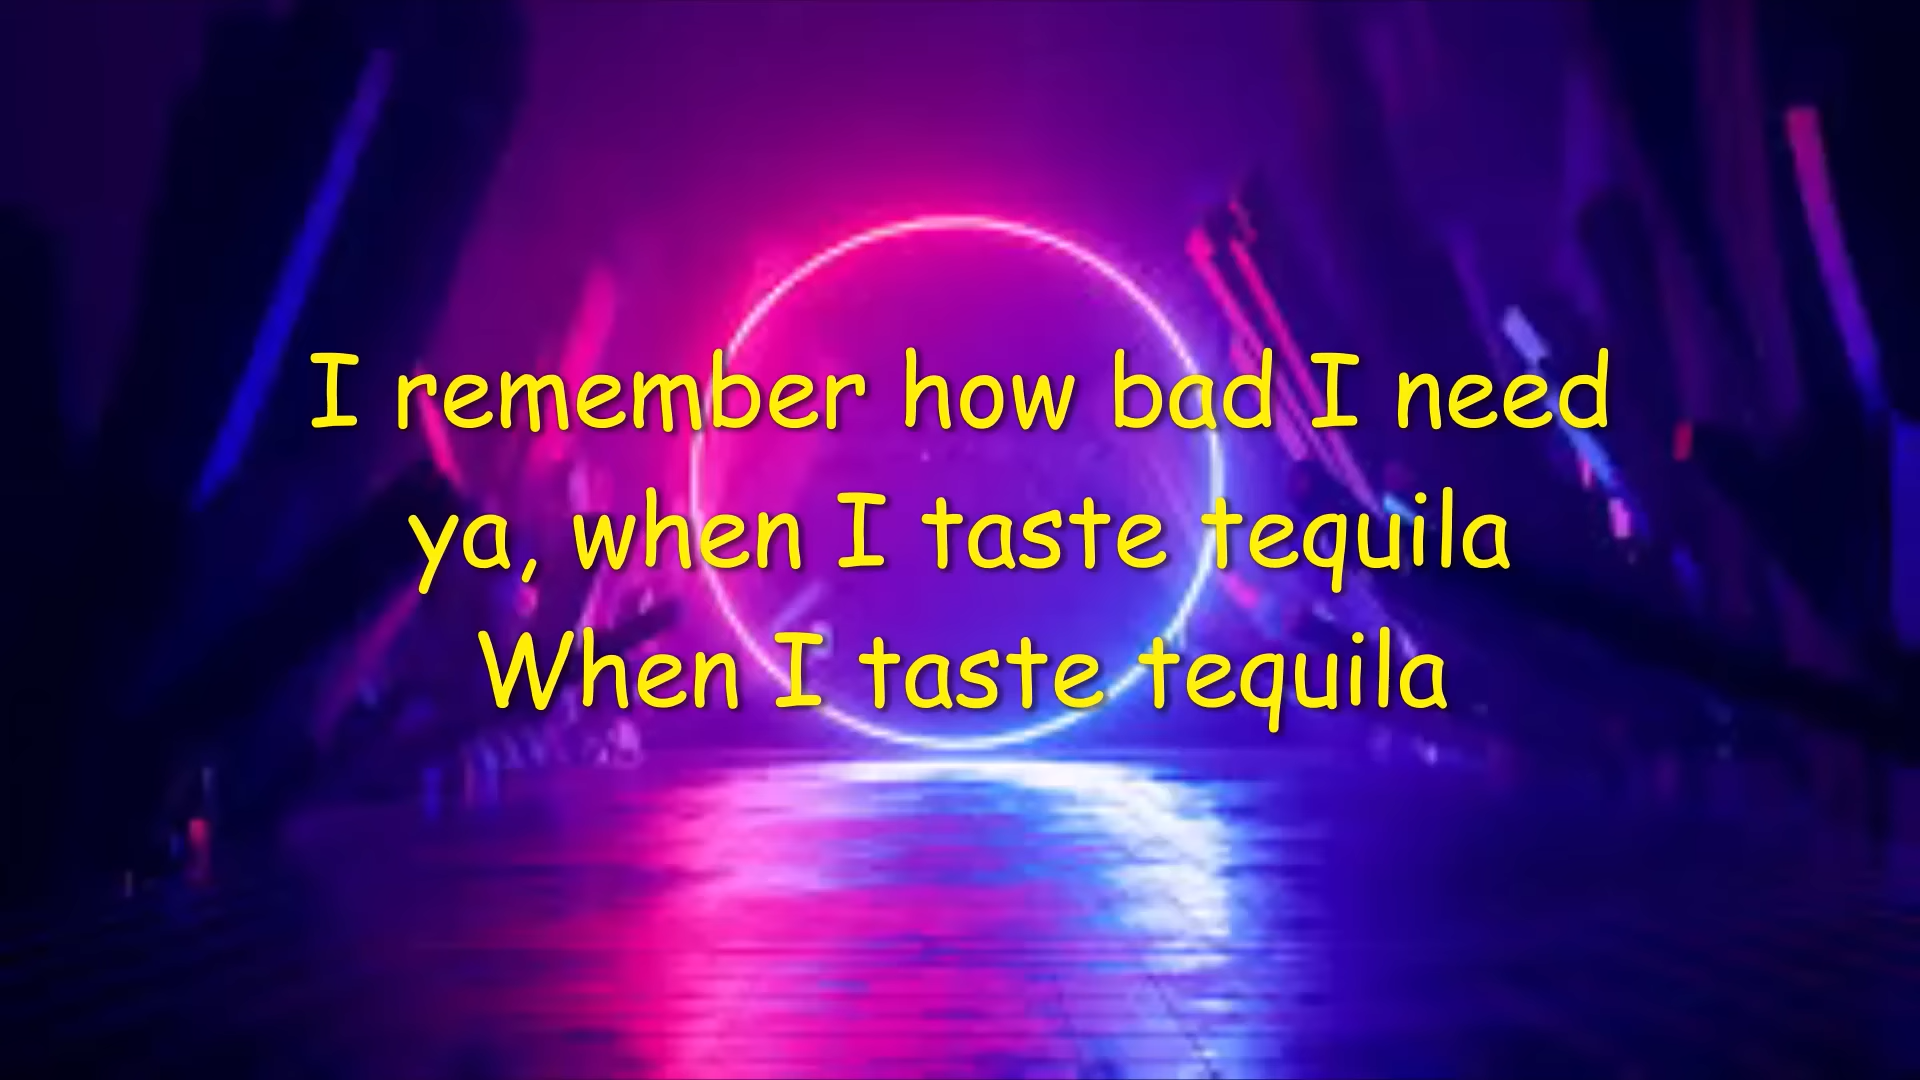 I remember how bad I need
ya, when I taste tequila
When I taste tequila